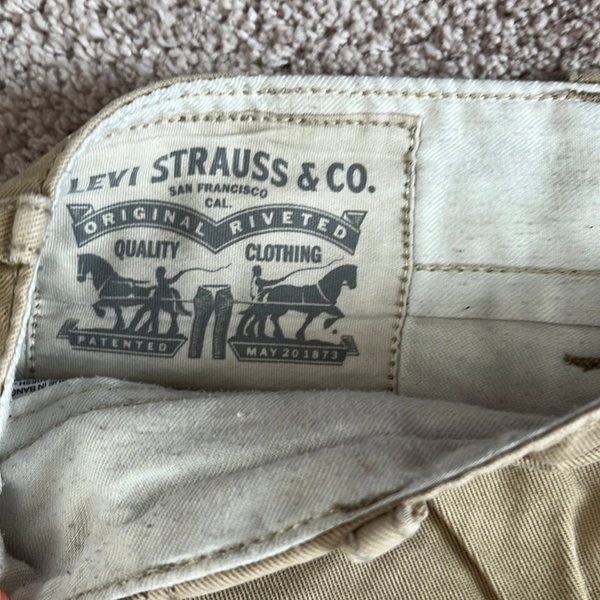 LEVI STRAUSS & CO.
SAN FRANCISCO
CAL.
ORIGINAL RIVETED
QUALITY CLOTHING
PATENTED MAY 20 1873